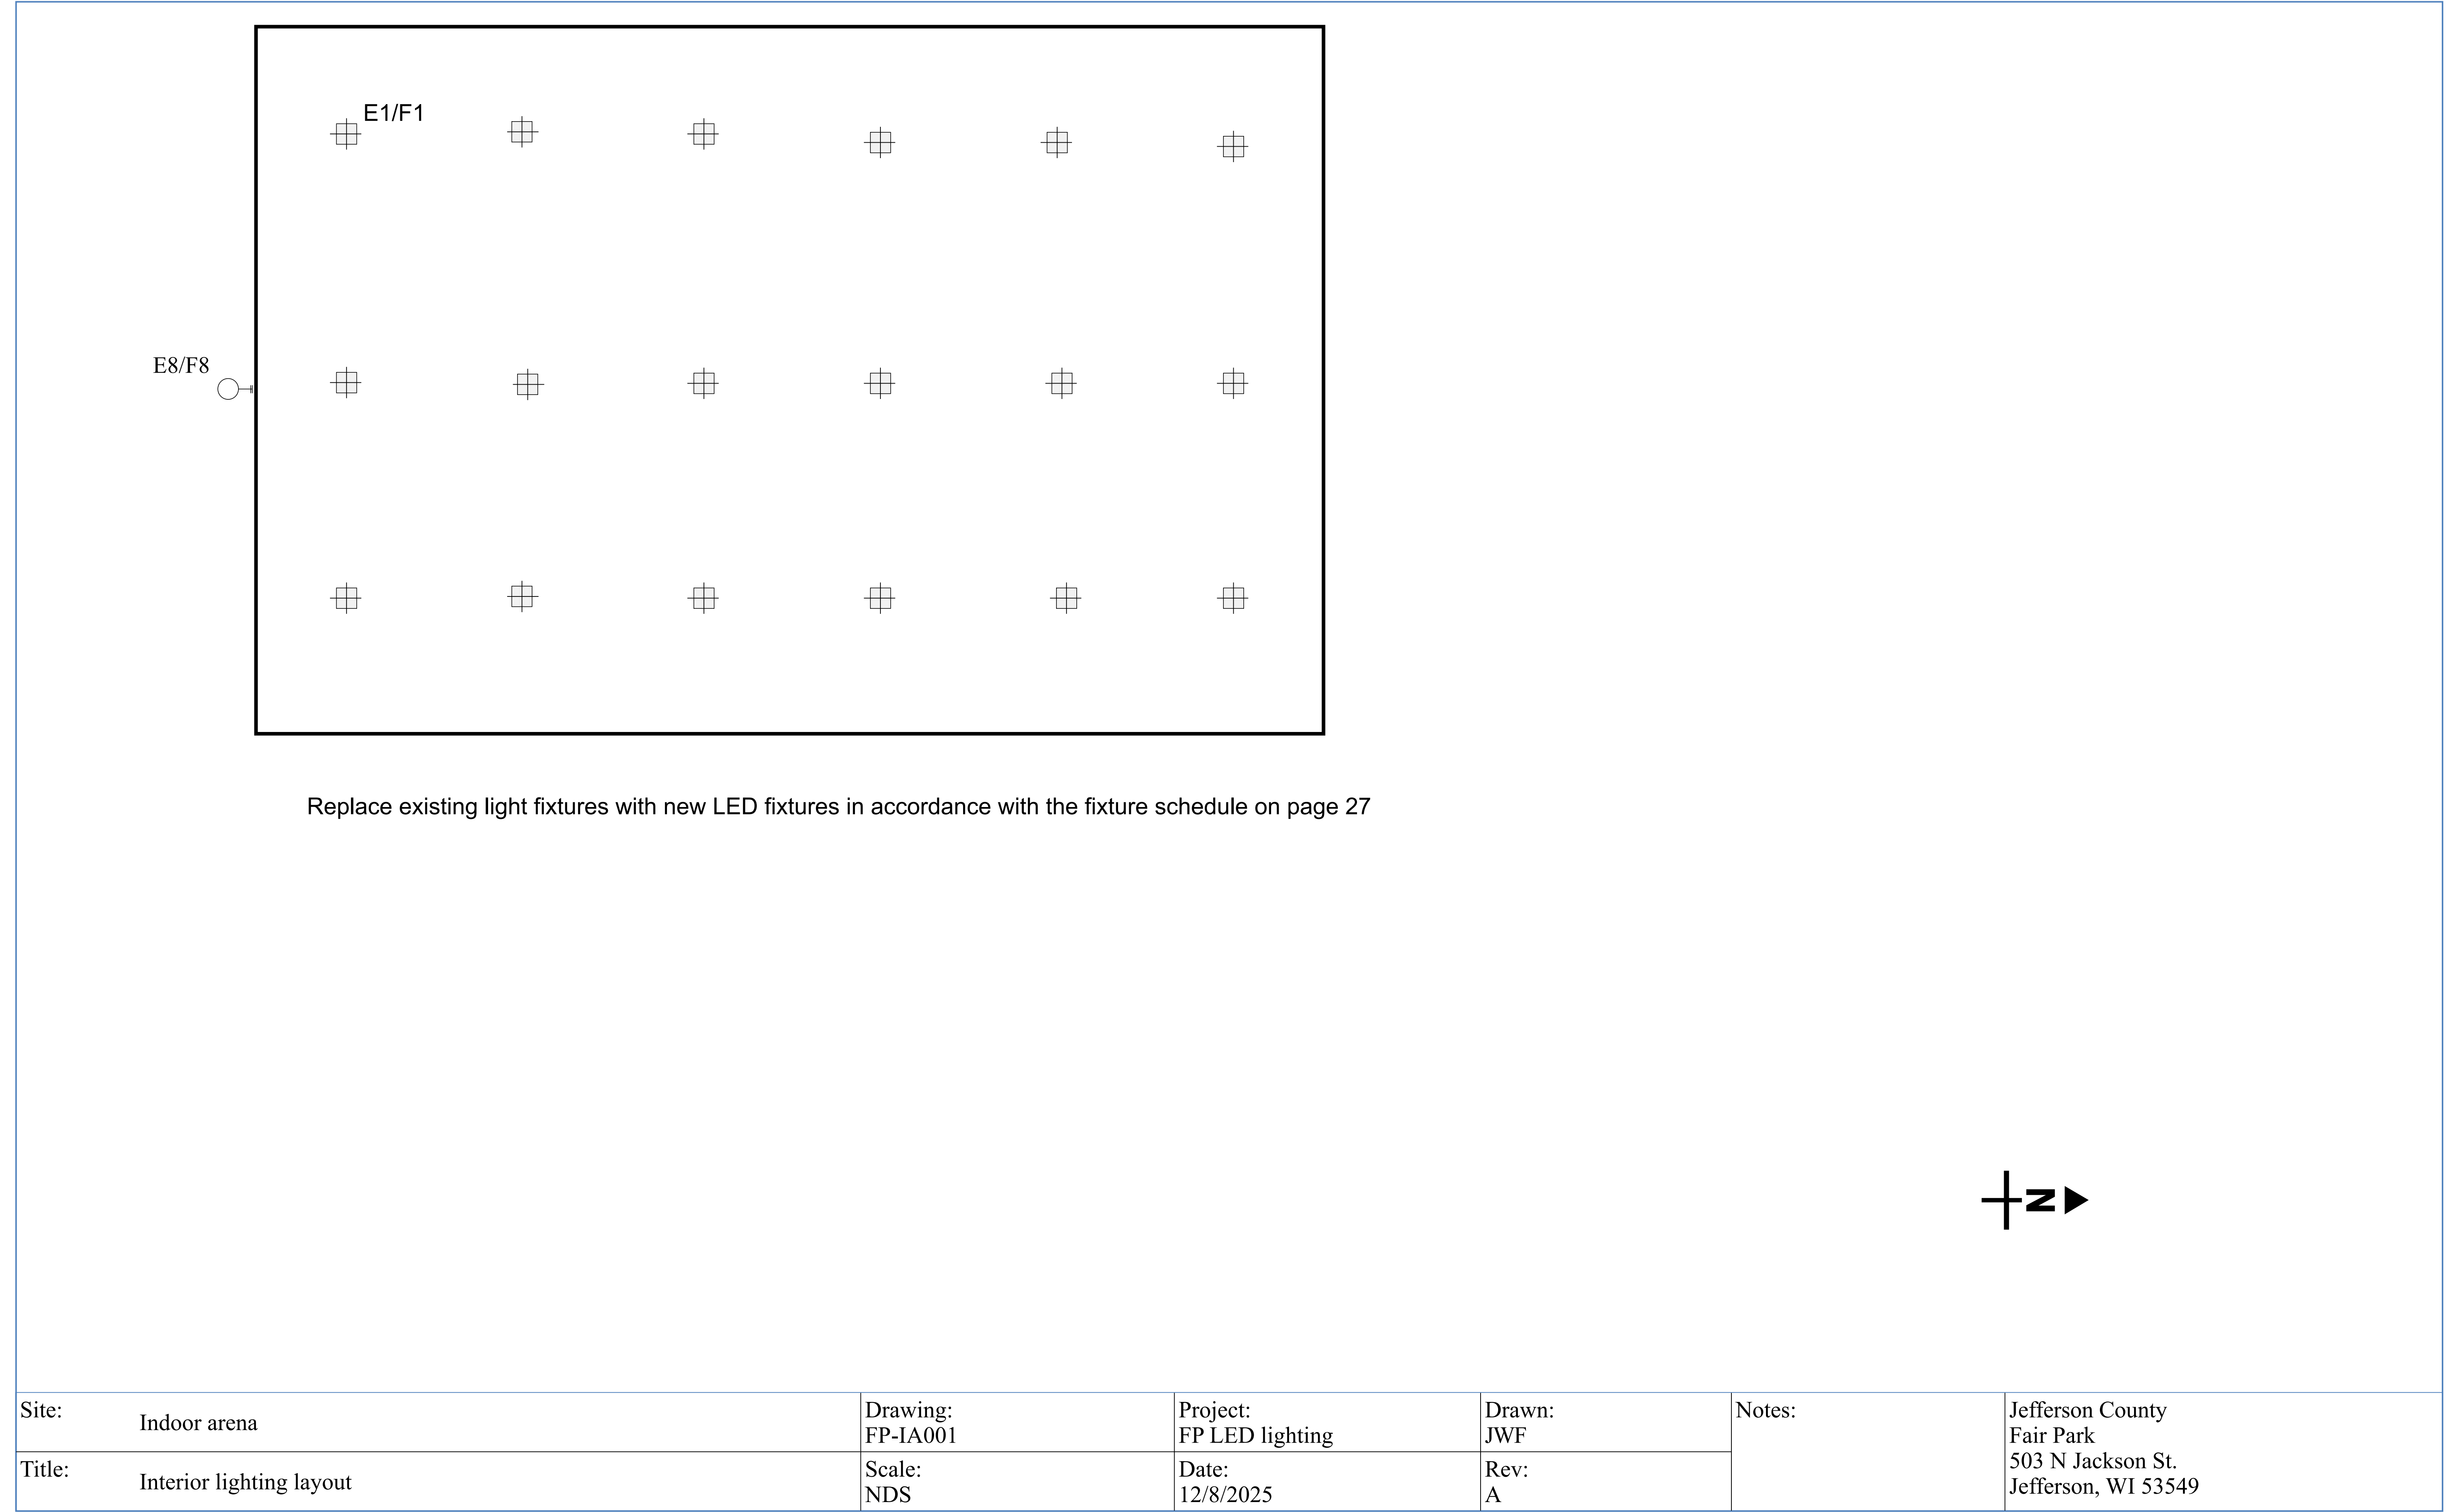 E1/F1
E8/F8
Replace existing light fixtures with new LED fixtures in accordance with the fixture schedule on page 27
N
Site:
Indoor arena
Title:
Interior lighting layout
Drawing:
FP-IA001
Scale:
NDS
Project:
FP LED lighting
Date:
12/8/2025
Drawn:
JWF
Rev:
A
Notes:
Jefferson County
Fair Park
503 N Jackson St.
Jefferson, WI 53549